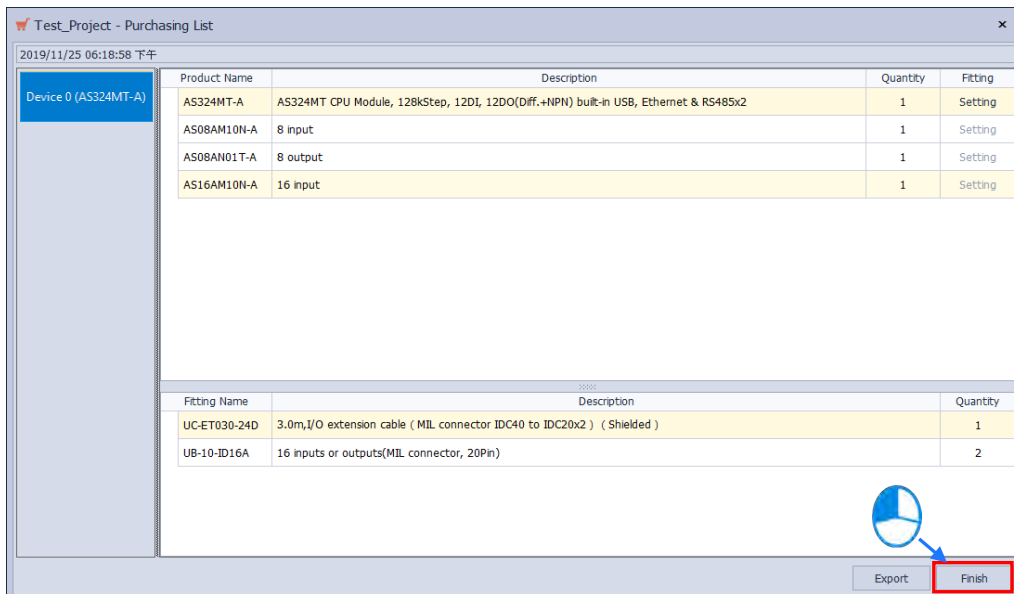 Test_Project - Purchasing List
2019/11/25 06:18:58 下午
Device 0 (AS324MT-A)
Product Name Description Quantity Fitting
AS324MT-A AS324MT CPU Module, 128kStep, 12DI, 12DO(Diff.+NPN) built-in USB, Ethernet & RS485x2 1 Setting
AS08AM10N-A 8 input 1 Setting
AS08AN01T-A 8 output 1 Setting
AS16AM10N-A 16 input 1 Setting
Fitting Name Description Quantity
UC-ET030-24D 3.0m,I/O extension cable ( MIL connector IDC40 to IDC20x2 ) ( Shielded ) 1
UB-10-ID16A 16 inputs or outputs(MIL connector, 20Pin) 2
Export Finish